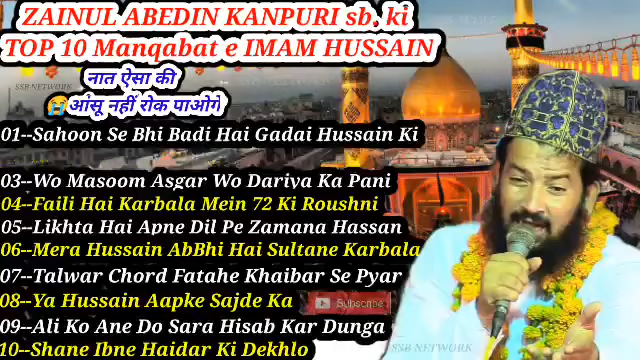 ZAINUL ABEDIN KANPURI sb. ki
TOP 10 Manqabat e IMAM HUSSAIN
नात ऐसा की
SSB NETWORK
😭आंसू नहीं रोक पाओगे
01--Sahoon Se Bhi Badi Hai Gadai Hussain Ki
03--Wo Masoom Asgar Wo Dariya Ka Pani
04--Faili Hai Karbala Mein 72 Ki Roushni
05--Likhta Hai Apne Dil Pe Zamana Hassan
06--Mera Hussain AbBhi Hai Sultane Karbala
07--Talwar Chord Fatahe Khaibar Se Pyar
08--Ya Hussain Aapke Sajde Ka
Subscribe
09--Ali Ko Ane Do Sara Hisab Kar Dunga
10--Shane Ibne Haidar Ki Dekhlo
SSB NETWORK